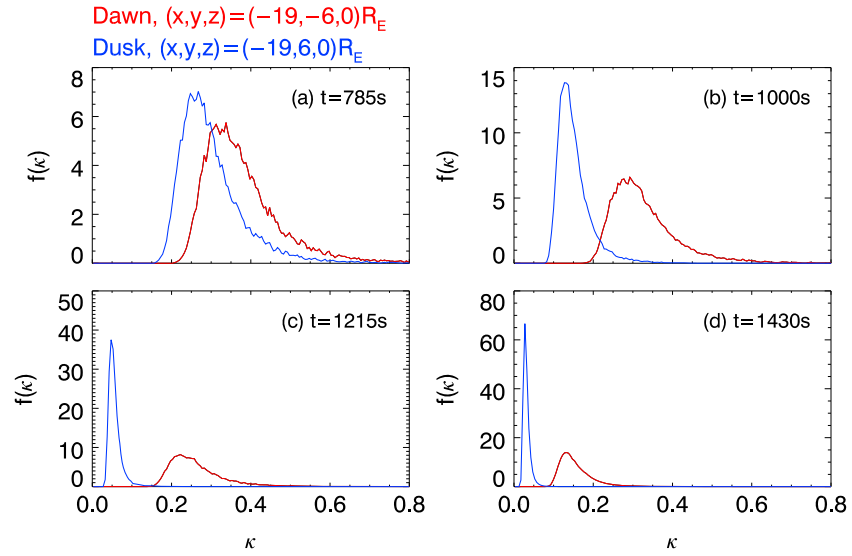 Dawn, (x,y,z)=(−19,−6,0)R_E
Dusk, (x,y,z)=(−19,6,0)R_E
8
6
4
2
0
f(κ)
(a) t=785s
15
10
5
0
f(κ)
(b) t=1000s
50
40
30
20
10
0
f(κ)
(c) t=1215s
0.0 0.2 0.4 0.6 0.8
κ
80
60
40
20
0
f(κ)
(d) t=1430s
0.0 0.2 0.4 0.6 0.8
κ